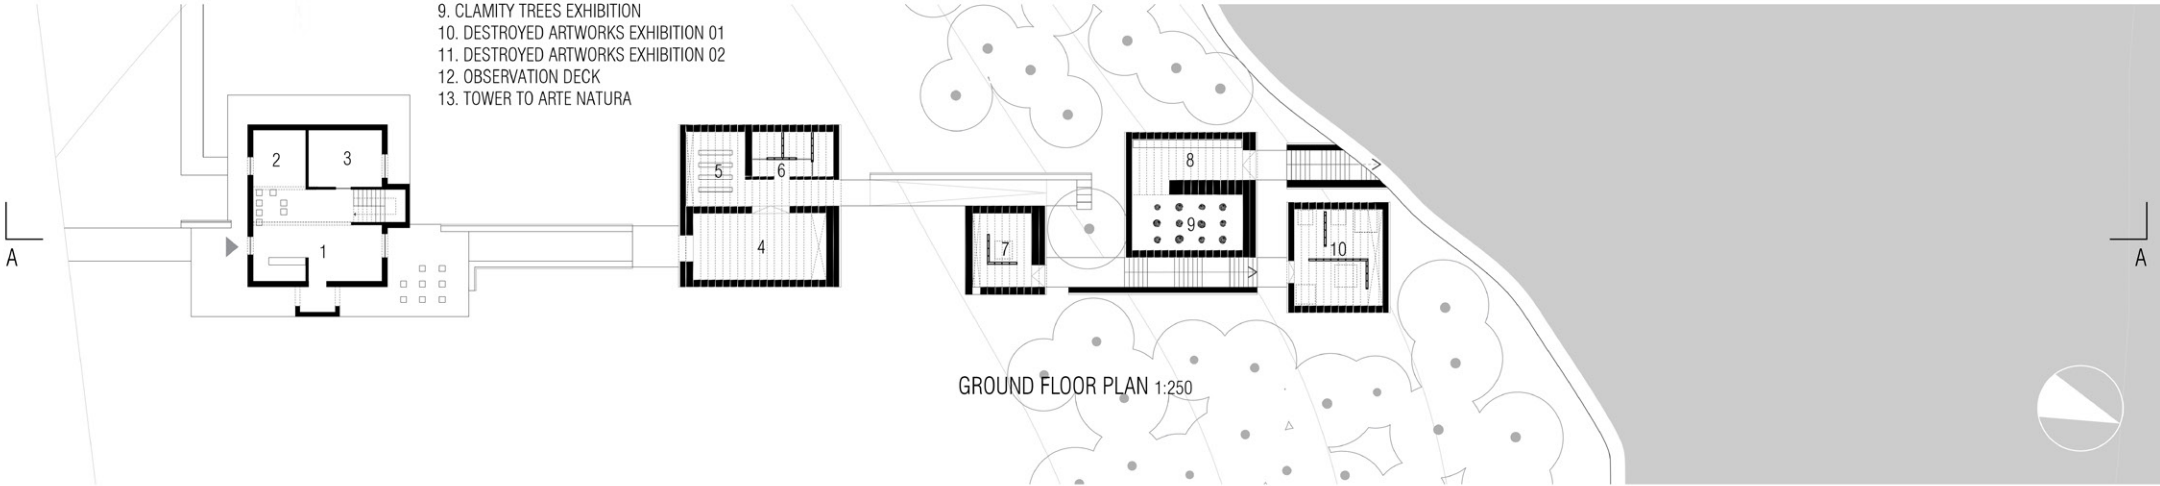 9. CLAMITY TREES EXHIBITION
10. DESTROYED ARTWORKS EXHIBITION 01
11. DESTROYED ARTWORKS EXHIBITION 02
12. OBSERVATION DECK
13. TOWER TO ARTE NATURA
2
3
5
6
8
9
A
1
4
7
10
A
GROUND FLOOR PLAN 1:250